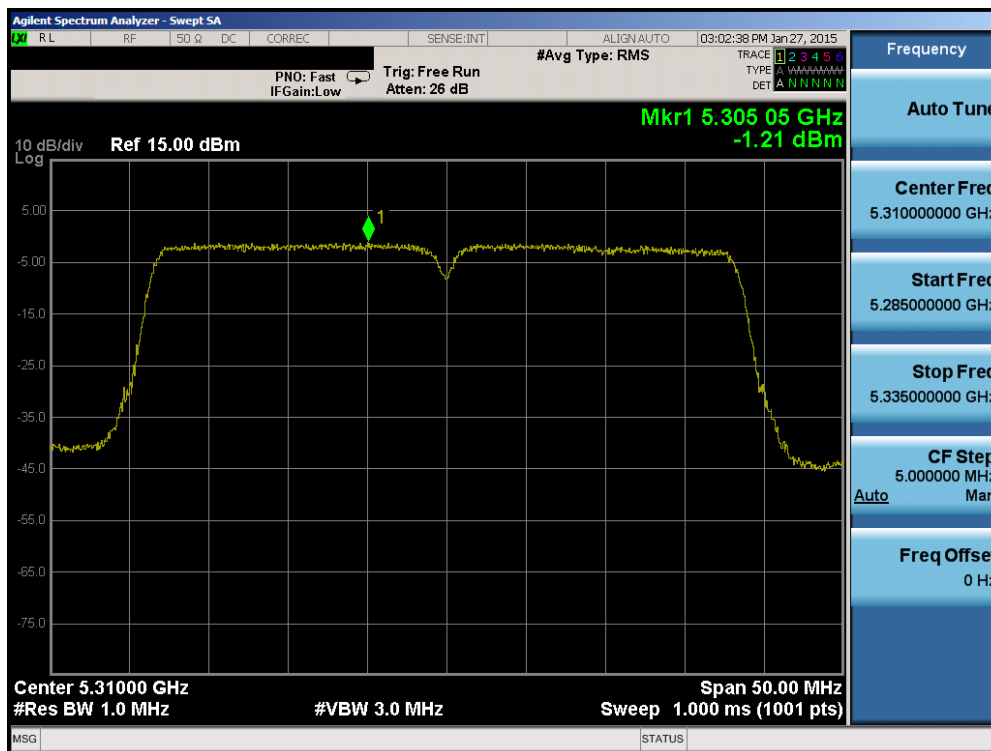 Agilent Spectrum Analyzer - Swept SA
LXI RL RF 50 Ω DC CORREC SENSE:INT ALIGN AUTO 03:02:38 PM Jan 27, 2015
#Avg Type: RMS TRACE 1 2 3 4 5 6
PNO: Fast Trig: Free Run TYPE A WWWWW
IFGain:Low Atten: 26 dB DET A N N N N N
Mkr1 5.305 05 GHz
-1.21 dBm
10 dB/div Ref 15.00 dBm
Log
5.00
1
-5.00
-15.0
-25.0
-35.0
-45.0
-55.0
-65.0
-75.0
Center 5.31000 GHz Span 50.00 MHz
#Res BW 1.0 MHz #VBW 3.0 MHz Sweep 1.000 ms (1001 pts)
MSG STATUS
Frequency
Auto Tune
Center Freq
5.310000000 GHz
Start Freq
5.285000000 GHz
Stop Freq
5.335000000 GHz
CF Step
5.000000 MHz
Auto Man
Freq Offset
0 Hz